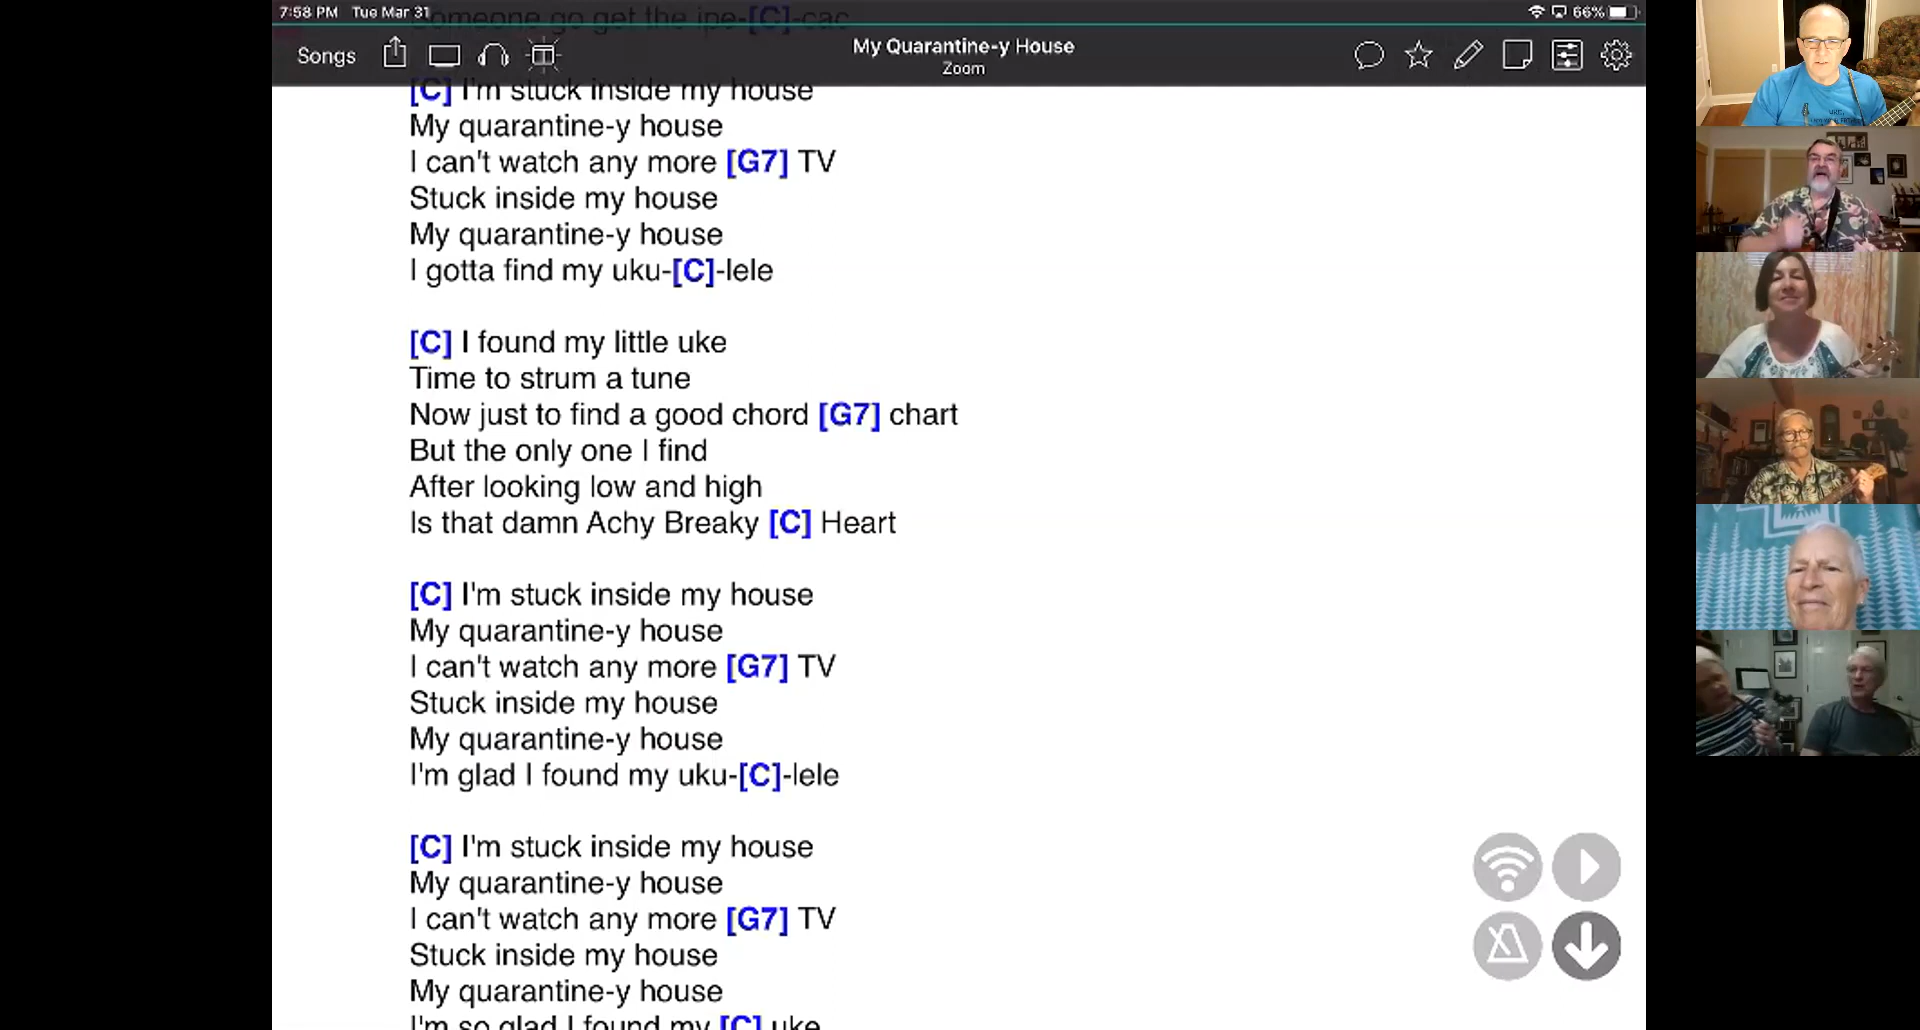 7:58 PM Tue Mar 31
66%
Someone go get the ipe-[C]-cac
Songs
My Quarantine-y House
Zoom
[C] I'm stuck inside my house
My quarantine-y house
I can't watch any more [G7] TV
Stuck inside my house
My quarantine-y house
I gotta find my uku-[C]-lele
[C] I found my little uke
Time to strum a tune
Now just to find a good chord [G7] chart
But the only one I find
After looking low and high
Is that damn Achy Breaky [C] Heart
[C] I'm stuck inside my house
My quarantine-y house
I can't watch any more [G7] TV
Stuck inside my house
My quarantine-y house
I'm glad I found my uku-[C]-lele
[C] I'm stuck inside my house
My quarantine-y house
I can't watch any more [G7] TV
Stuck inside my house
My quarantine-y house
I'm so glad I found my [C] uke